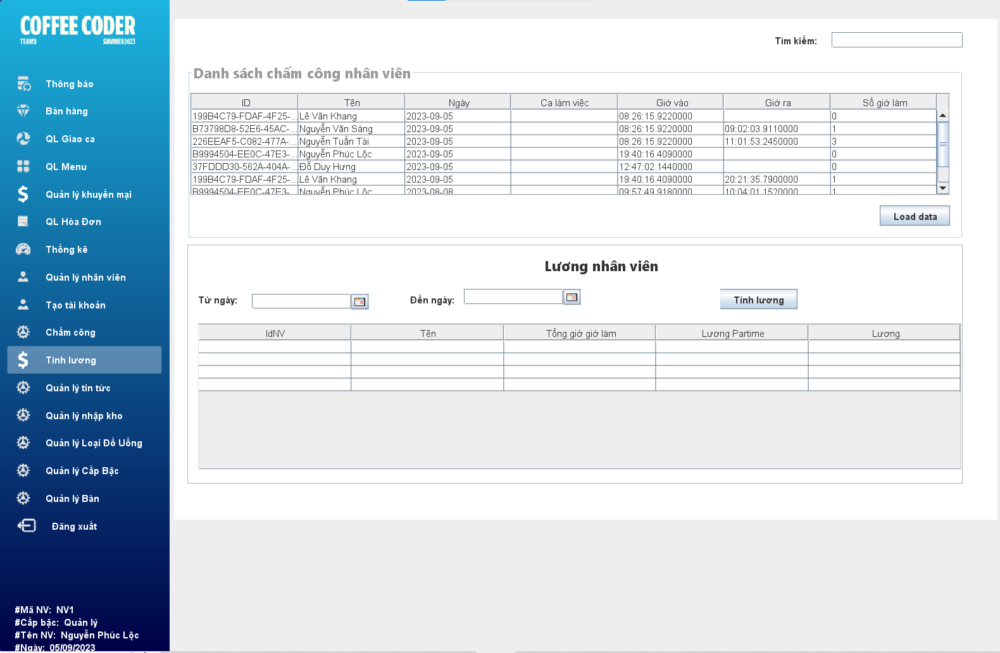 COFFEE CODER
TEAM3 SUMMER2023
Thông báo
Bán hàng
QL Giao ca
QL Menu
Quản lý khuyến mại
QL Hóa Đơn
Thống kê
Quản lý nhân viên
Tạo tài khoản
Chấm công
Tính lương
Quản lý tin tức
Quản lý nhập kho
Quản lý Loại Đồ Uống
Quản lý Cấp Bậc
Quản lý Bàn
Đăng xuất
#Mã NV: NV1
#Cấp bậc: Quản lý
#Tên NV: Nguyễn Phúc Lộc
#Ngày: 05/09/2023
Tìm kiếm:
Danh sách chấm công nhân viên
ID Tên Ngày Ca làm việc Giờ vào Giờ ra Số giờ làm
199B4C79-FDAF-4F25-... Lê Văn Khang 2023-09-05 08:26:15.9220000 0
B73798D8-52E6-45AC-... Nguyễn Văn Sáng 2023-09-05 08:26:15.9220000 09:02:03.9110000 1
226EEAF5-C082-477A-... Nguyễn Tuấn Tài 2023-09-05 08:26:15.9220000 11:01:53.2450000 3
B9994504-EE0C-47E3-... Nguyễn Phúc Lộc 2023-09-05 19:40:16.4090000 0
37FDDD30-562A-404A-... Đỗ Duy Hưng 2023-09-05 12:47:02.1440000 0
199B4C79-FDAF-4F25-... Lê Văn Khang 2023-09-05 19:40:16.4090000 20:21:35.7900000 1
B9994504-EE0C-47E3-... Nguyễn Phúc Lộc 2023-08-08 09:57:49.9180000 10:04:01.1520000 1
Load data
Lương nhân viên
Từ ngày: Đến ngày: Tính lương
IdNV Tên Tổng giờ giờ làm Lương Partime Lương